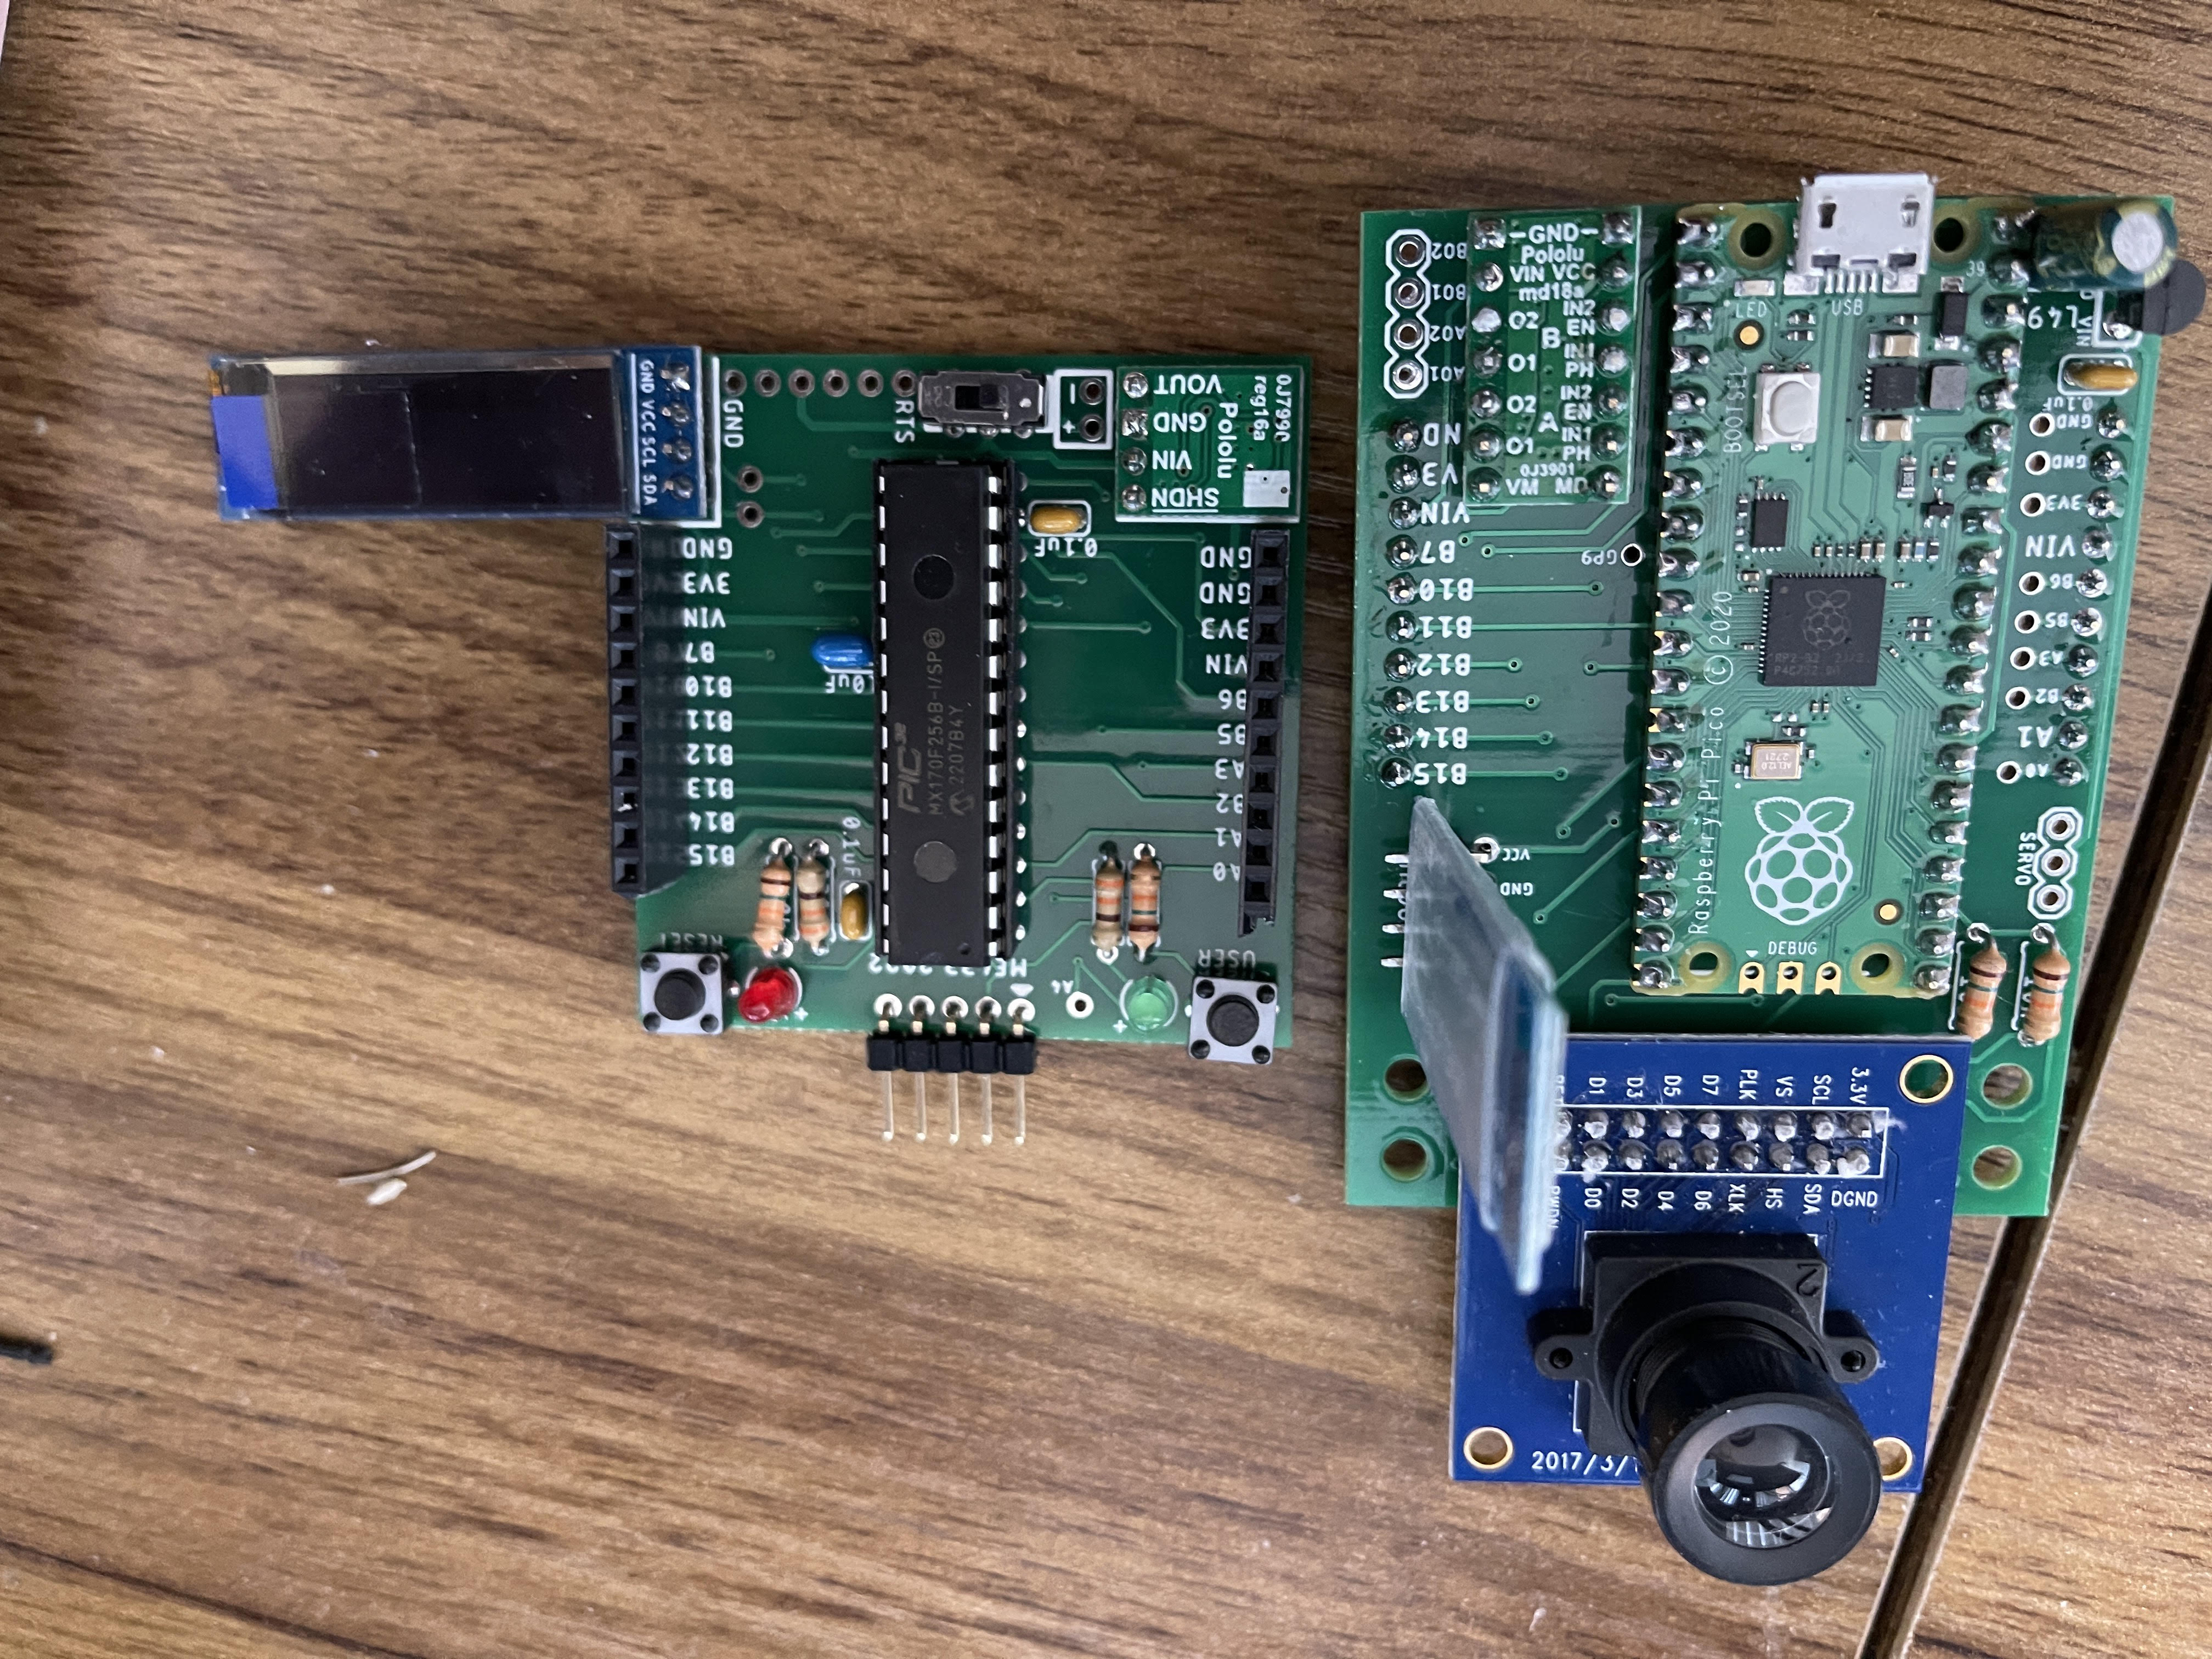 GND VCC SCL SDA
GND
RTS
- +
VOUT
GND
VIN
SHDN
Pololu
reg16a
0J7990
0.1uF
GND
3V3
VIN
B7
B10
B11
B12
B13
B14
B15
GND
GND
3V3
VIN
B6
B5
A3
B2
A1
A0
PIC
MX170F256B-I/SP
2207B4Y
0.1uF
RESET
USER
A4
+
+
B02
B01
A02
A01
-GND-
Pololu
VIN VCC
md18a
IN2
O2 EN
B
O1 IN1
PH
IN2
O2 EN
A
O1 IN1
PH
0J3901
VM MD
VIN
B7
B10
B11
B12
B13
B14
B15
GP9
VCC
GND
LED
USB
BOOTSEL
39
Raspberry Pi Pico © 2020
DEBUG
VIN
0.1uF
GND
GND
3V3
VIN
B6
B5
A3
B2
A1
A0
SERVO
D1 D3 D5 D7 PLK VS SCL 3.3V
PWDN D0 D2 D4 D6 XLK HS SDA DGND
2
2017/3/